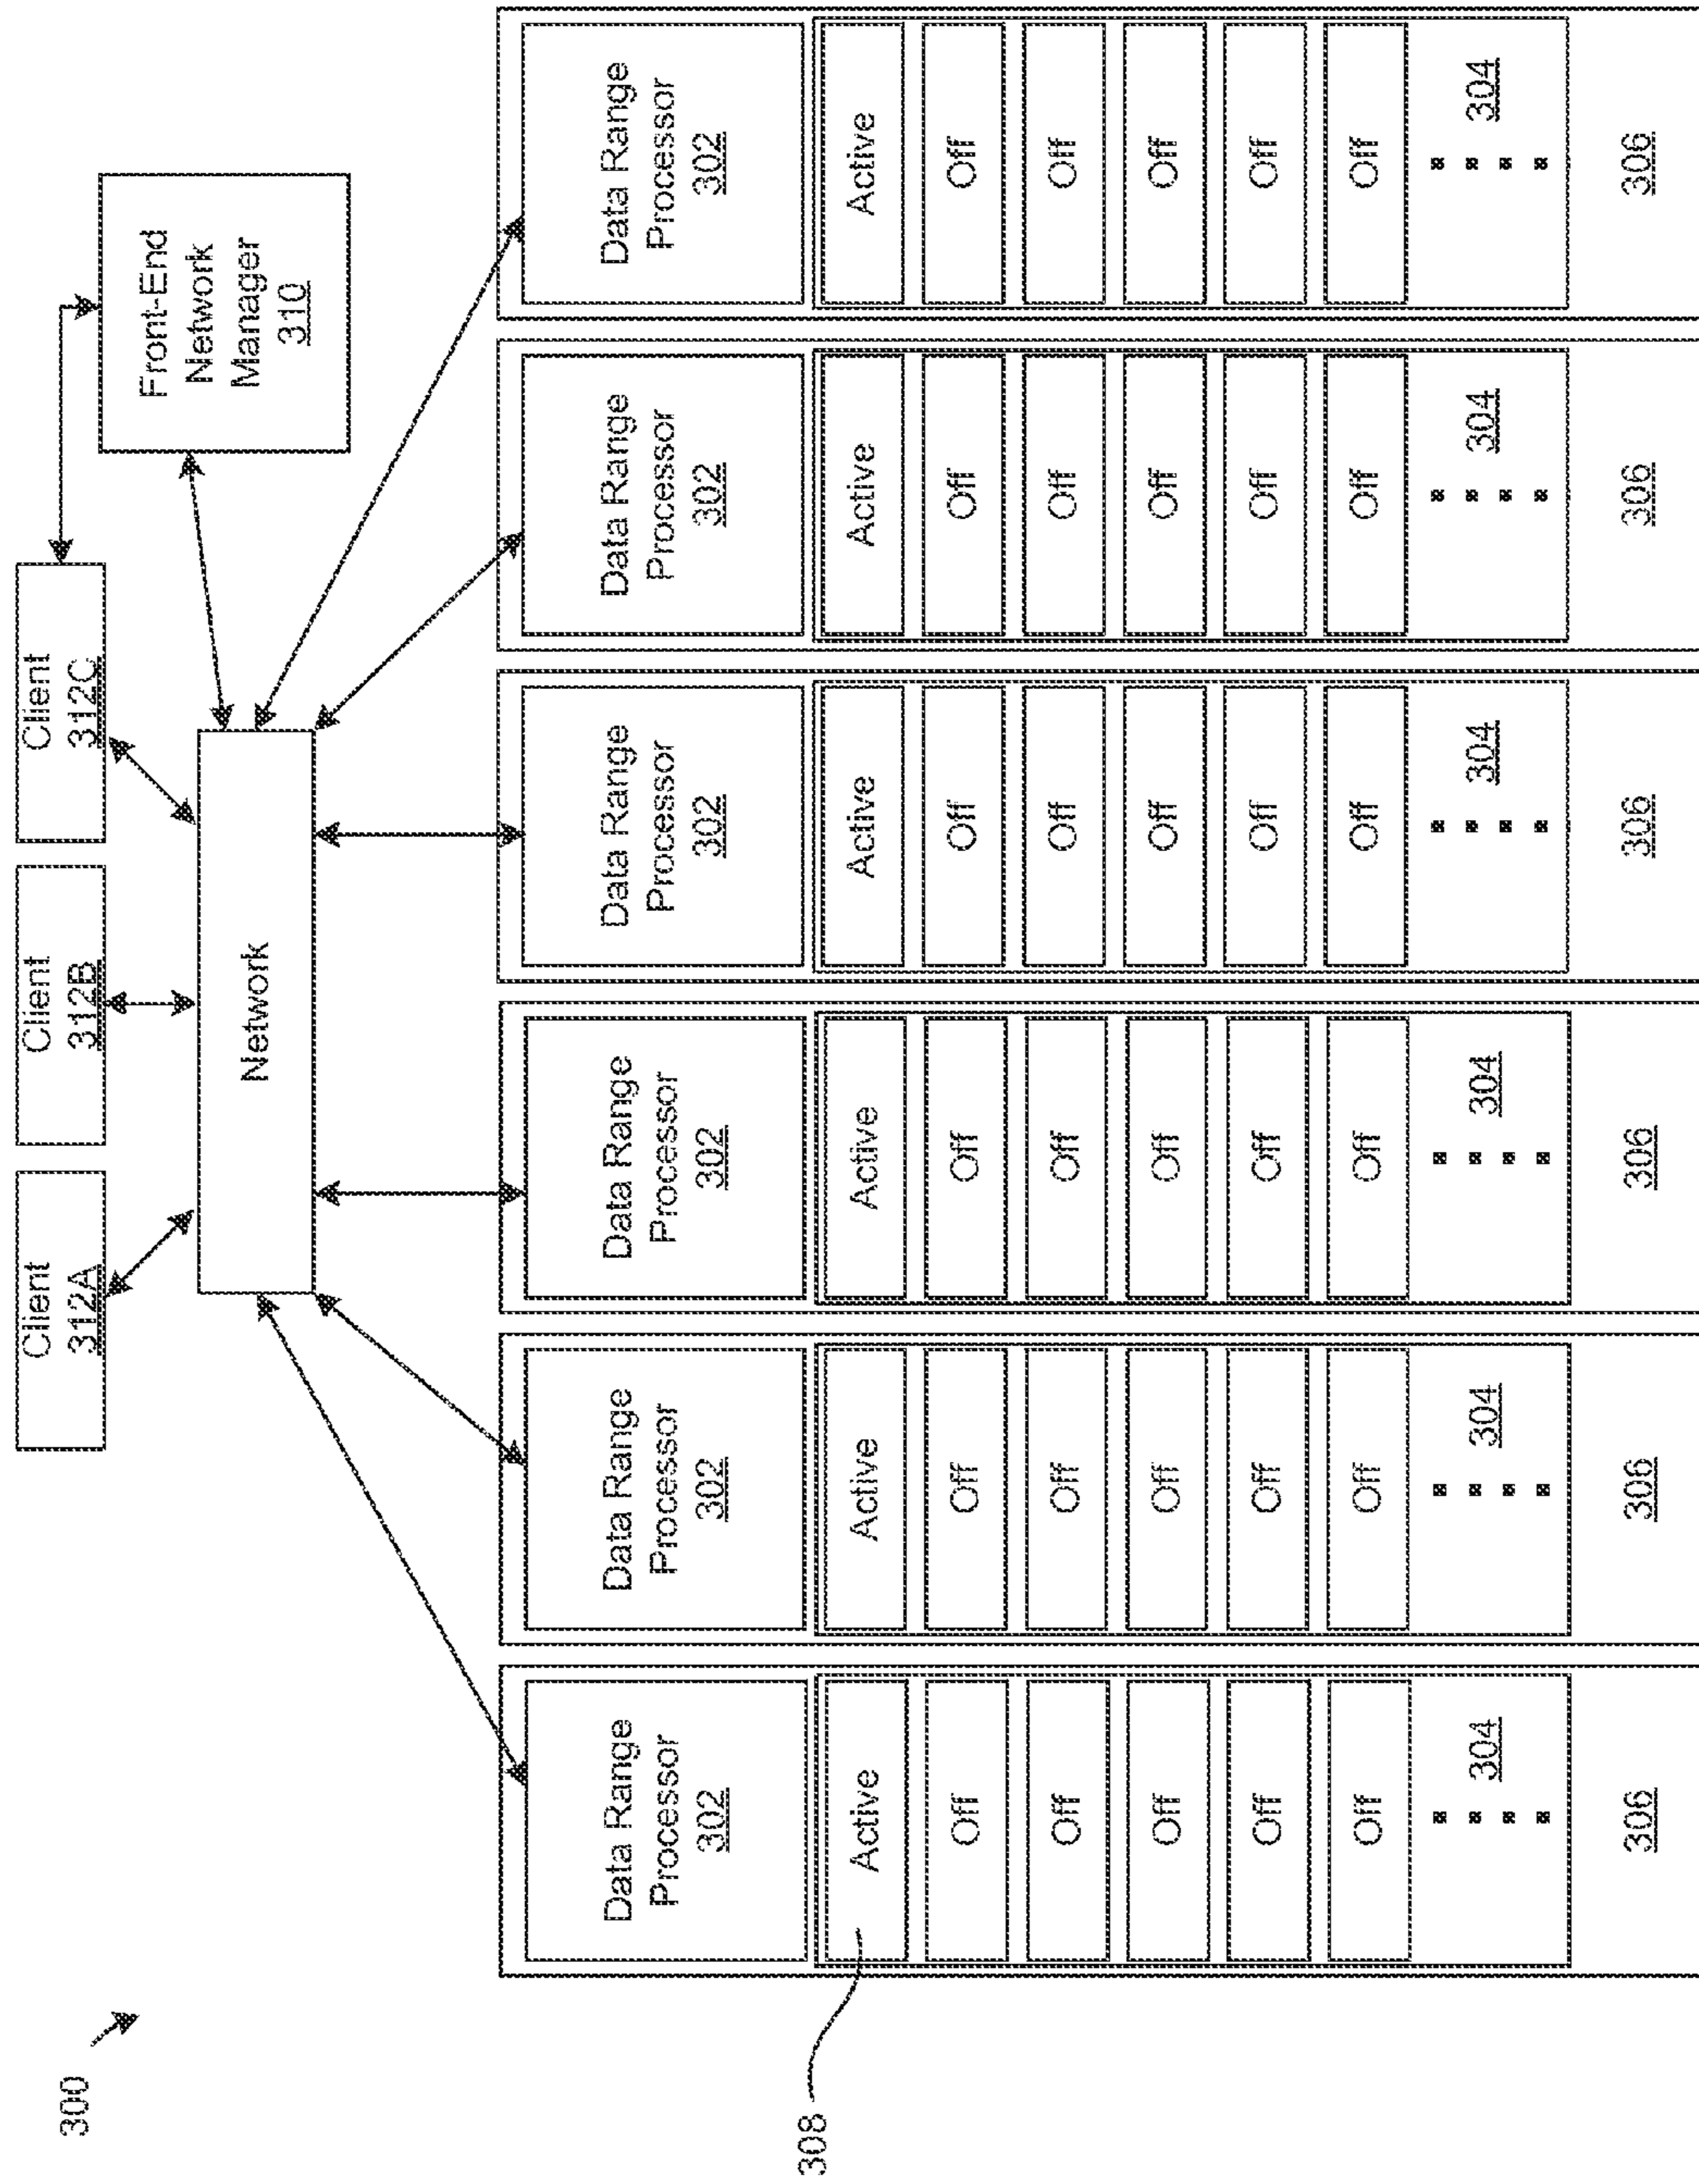 300
Client
312A
Client
312B
Client
312C
Front-End
Network
Manager
310
Network
308
Data Range
Processor
302
Active
Off
Off
Off
Off
Off
304
306
Data Range
Processor
302
Active
Off
Off
Off
Off
Off
304
306
Data Range
Processor
302
Active
Off
Off
Off
Off
Off
304
306
Data Range
Processor
302
Active
Off
Off
Off
Off
Off
304
306
Data Range
Processor
302
Active
Off
Off
Off
Off
Off
304
306
Data Range
Processor
302
Active
Off
Off
Off
Off
Off
304
306